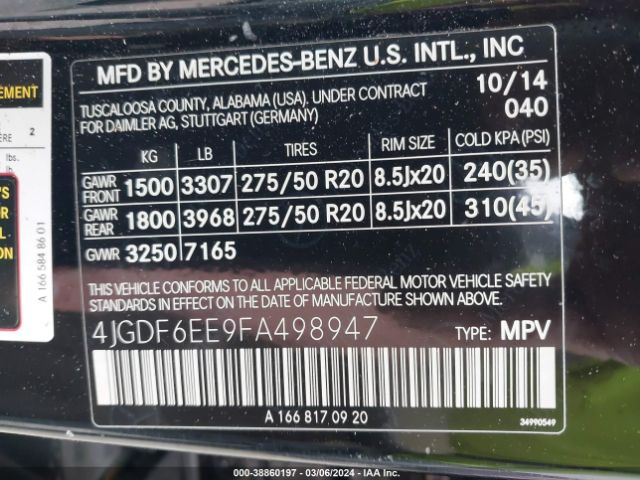 MFD BY MERCEDES-BENZ U.S. INTL., INC
TUSCALOOSA COUNTY, ALABAMA (USA). UNDER CONTRACT 10/14
FOR DAIMLER AG, STUTTGART (GERMANY) 040
KG LB TIRES RIM SIZE COLD KPA(PSI)
GAWR FRONT 1500 3307 275/50 R20 8.5Jx20 240(35)
GAWR REAR 1800 3968 275/50 R20 8.5Jx20 310(45)
GVWR 3250 7165
THIS VEHICLE CONFORMS TO ALL APPLICABLE FEDERAL MOTOR VEHICLE SAFETY
STANDARDS IN EFFECT ON THE DATE OF MANUFACTURE SHOWN ABOVE.
4JGDF6EE9FA498947 TYPE: MPV
A 166 817 09 20
34990549
EMENT
2
lbs.
A 166 584 86 01
000-38860197 - 03/06/2024 - IAA Inc.